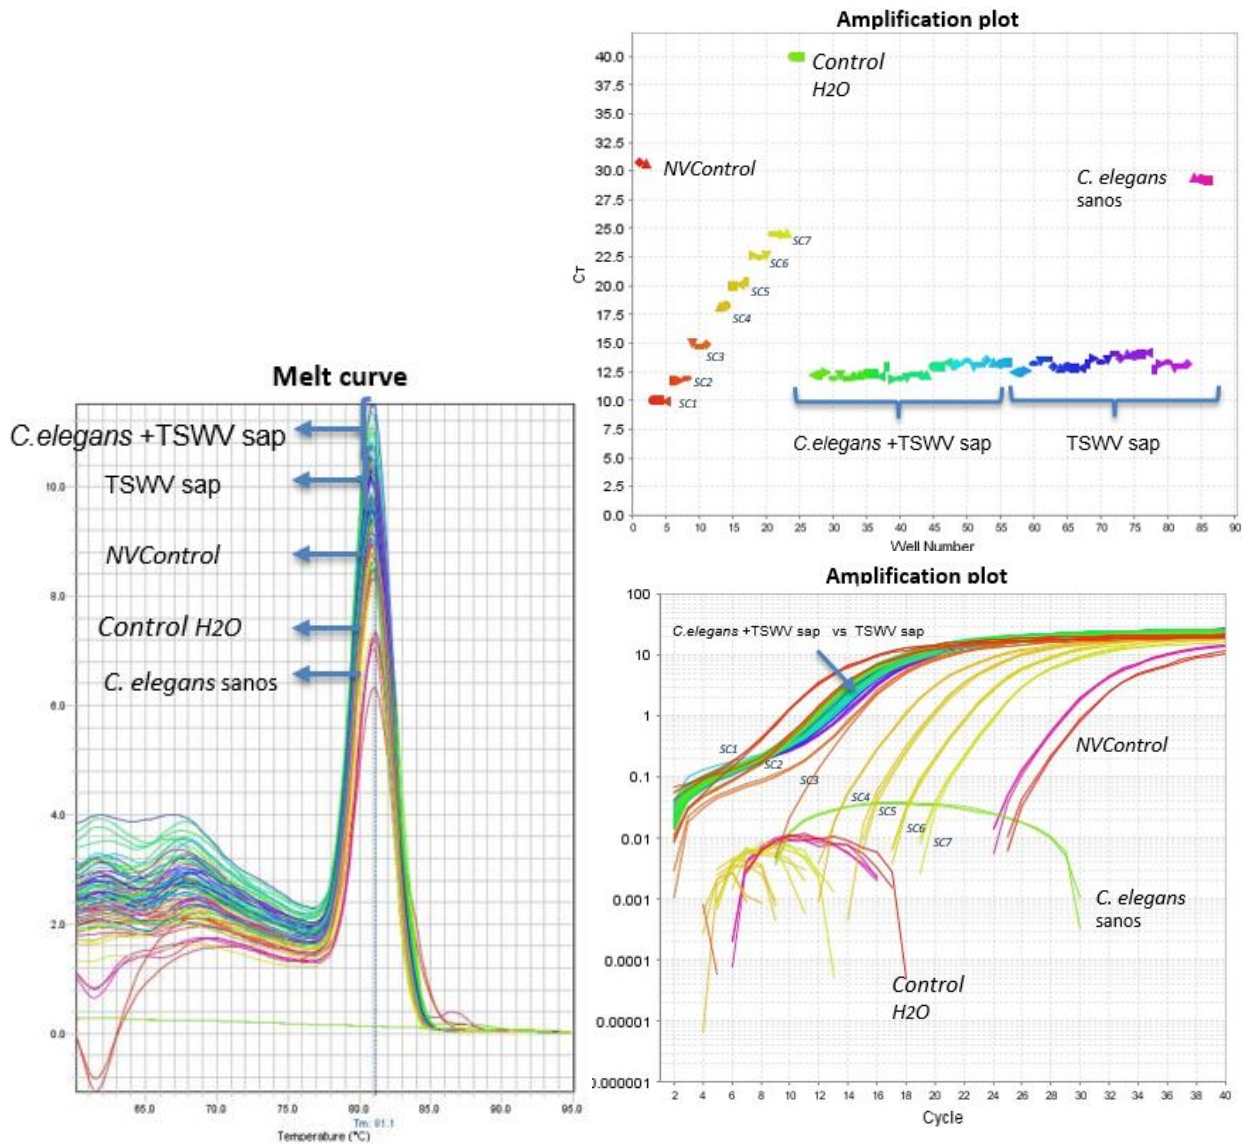 Amplification plot
40.0
37.5
35.0
32.5
30.0
27.5
25.0
22.5
20.0
17.5
15.0
12.5
10.0
7.5
5.0
2.5
0.0
Cт
Control
H2O
NVControl
C. elegans
sanos
SC7
SC6
SC5
SC4
SC3
SC2
SC1
C.elegans +TSWV sap
TSWV sap
0 5 10 15 20 25 30 35 40 45 50 55 60 65 70 75 80 85 90
Well Number
Melt curve
C.elegans +TSWV sap
TSWV sap
NVControl
Control H2O
C. elegans sanos
10.0
8.0
6.0
4.0
2.0
0.0
65.0 70.0 75.0 80.0 85.0 90.0 95.0
Tm: 81.1
Temperature (°C)
Amplification plot
100
10
1
0.1
0.01
0.001
0.0001
0.00001
0.000001
C.elegans +TSWV sap vs TSWV sap
SC1
SC2
SC3
SC4
SC5
SC6
SC7
NVControl
C. elegans
sanos
Control
H2O
2 4 6 8 10 12 14 16 18 20 22 24 26 28 30 32 34 36 38 40
Cycle